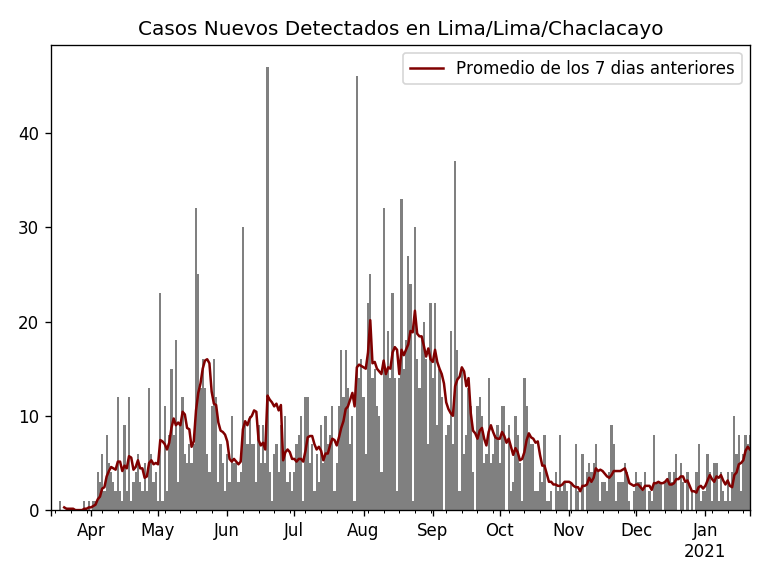 Casos Nuevos Detectados en Lima/Lima/Chaclacayo
Promedio de los 7 dias anteriores
40
30
20
10
0
Apr May Jun Jul Aug Sep Oct Nov Dec Jan
2021